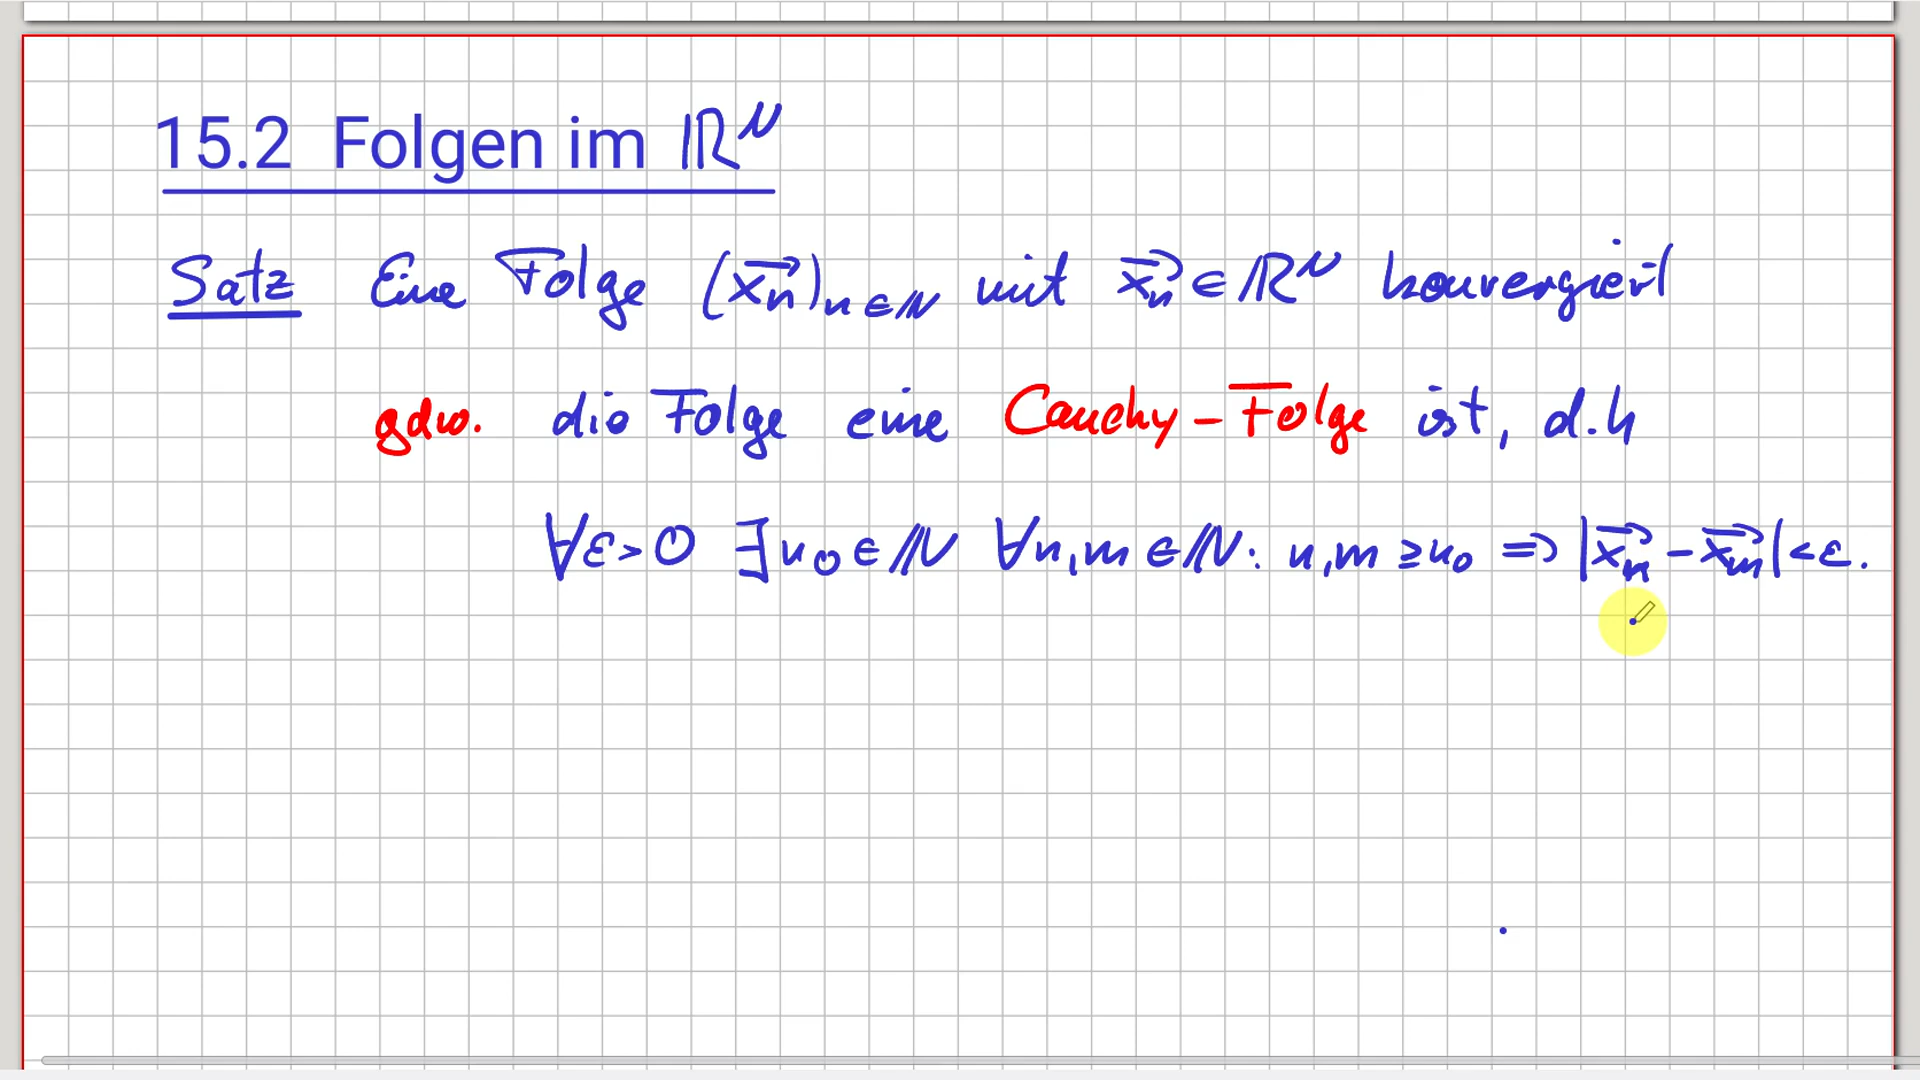 15.2 Folgen im ℝᴺ
Satz Eine Folge (x⃗ₙ)ₙ∈ℕ mit x⃗ₙ ∈ ℝᴺ konvergiert
gdw. die Folge eine Cauchy-Folge ist, d.h
∀ε>0 ∃n₀∈ℕ ∀n,m∈ℕ: n,m ≥ n₀ ⇒ |x⃗ₙ - x⃗ₘ| < ε.